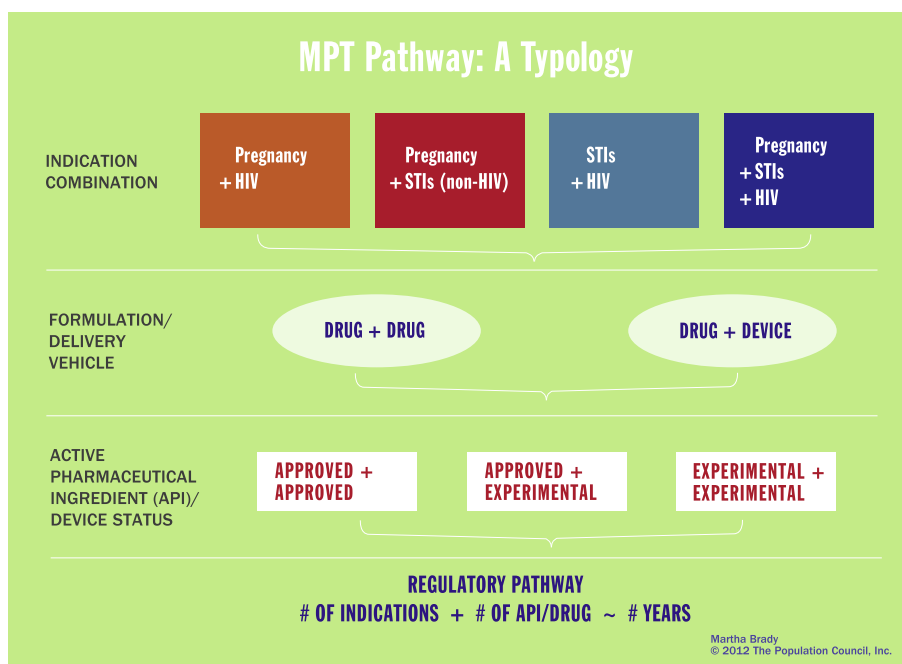 MPT Pathway: A Typology
INDICATION
COMBINATION
Pregnancy
+ HIV
Pregnancy
+ STIs (non-HIV)
STIs
+ HIV
Pregnancy
+ STIs
+ HIV
FORMULATION/
DELIVERY
VEHICLE
DRUG + DRUG
DRUG + DEVICE
ACTIVE
PHARMACEUTICAL
INGREDIENT (API)/
DEVICE STATUS
APPROVED +
APPROVED
APPROVED +
EXPERIMENTAL
EXPERIMENTAL +
EXPERIMENTAL
REGULATORY PATHWAY
# OF INDICATIONS + # OF API/DRUG ~ # YEARS
Martha Brady
© 2012 The Population Council, Inc.